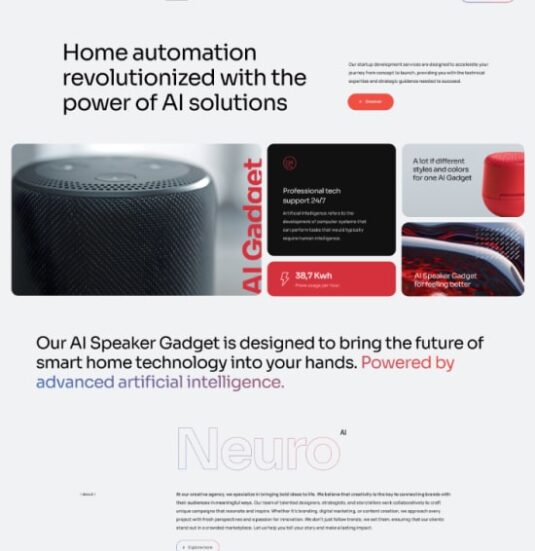 Home automation
revolutionized with the
power of AI solutions
Our startup development services are designed to accelerate your
journey from concept to launch, providing you with the technical
expertise and strategic guidance needed to succeed.
AI Gadget
Professional tech
support 24/7
Artificial intelligence refers to the
development of computer systems that
can perform tasks that would typically
require human intelligence.
38,7 Kwh
Prime usage per hour
A lot if different
styles and colors
for one AI Gadget
AI Speaker Gadget
for feeling better
Our AI Speaker Gadget is designed to bring the future of
smart home technology into your hands. Powered by
advanced artificial intelligence.
Neuro AI
(about)
At our creative agency, we specialize in bringing bold ideas to life. We believe that creativity is the key to connecting brands with
their audiences in meaningful ways. Our team of talented designers, strategists, and storytellers work collaboratively to craft
unique campaigns that resonate and inspire. Whether it's branding, digital marketing, or content creation, we approach every
project with fresh perspectives and a passion for innovation. We don't just follow trends; we set them, ensuring that our clients
stand out in a crowded marketplace. Let us help you tell your story and make a lasting impact.
Explore more